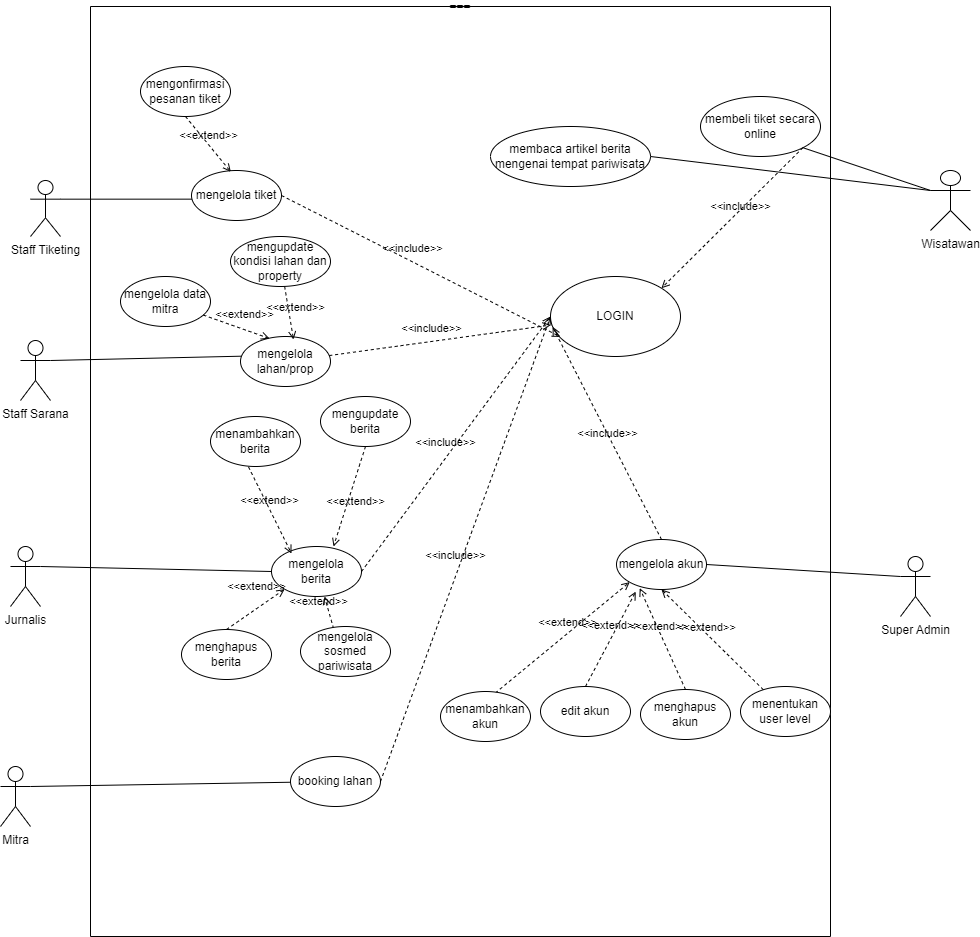 mengonfirmasi
pesanan tiket
<<extend>>
membeli tiket secara
online
membaca artikel berita
mengenai tempat pariwisata
mengelola tiket
Staff Tiketing
<<include>>
Wisatawan
<<include>>
mengupdate
kondisi lahan dan
property
mengelola data
mitra
<<extend>>
<<extend>>
LOGIN
<<include>>
mengelola
lahan/prop
Staff Sarana
mengupdate
berita
menambahkan
berita
<<include>>
<<include>>
<<extend>>
<<extend>>
<<include>>
mengelola
berita
mengelola akun
<<extend>>
<<extend>>
Jurnalis
Super Admin
<<extend>>
<<extend>>
<<extend>>
<<extend>>
menghapus
berita
mengelola
sosmed
pariwisata
menambahkan
akun
edit akun
menghapus
akun
menentukan
user level
booking lahan
Mitra